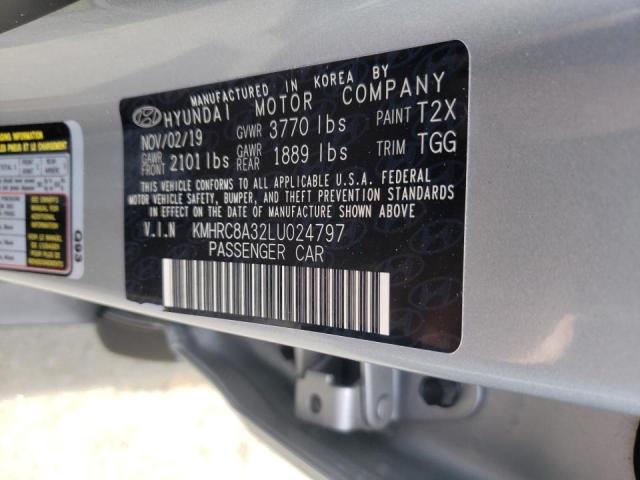 MANUFACTURED IN KOREA BY
HYUNDAI MOTOR COMPANY
NOV/02/19 GVWR 3770 lbs PAINT T2X
GAWR FRONT 2101 lbs GAWR REAR 1889 lbs TRIM TGG
THIS VEHICLE CONFORMS TO ALL APPLICABLE U.S.A. FEDERAL
MOTOR VEHICLE SAFETY, BUMPER, AND THEFT PREVENTION STANDARDS
IN EFFECT ON THE DATE OF MANUFACTURE SHOWN ABOVE
V.I.N KMHRC8A32LU024797
PASSENGER CAR
INFORMATION
G93